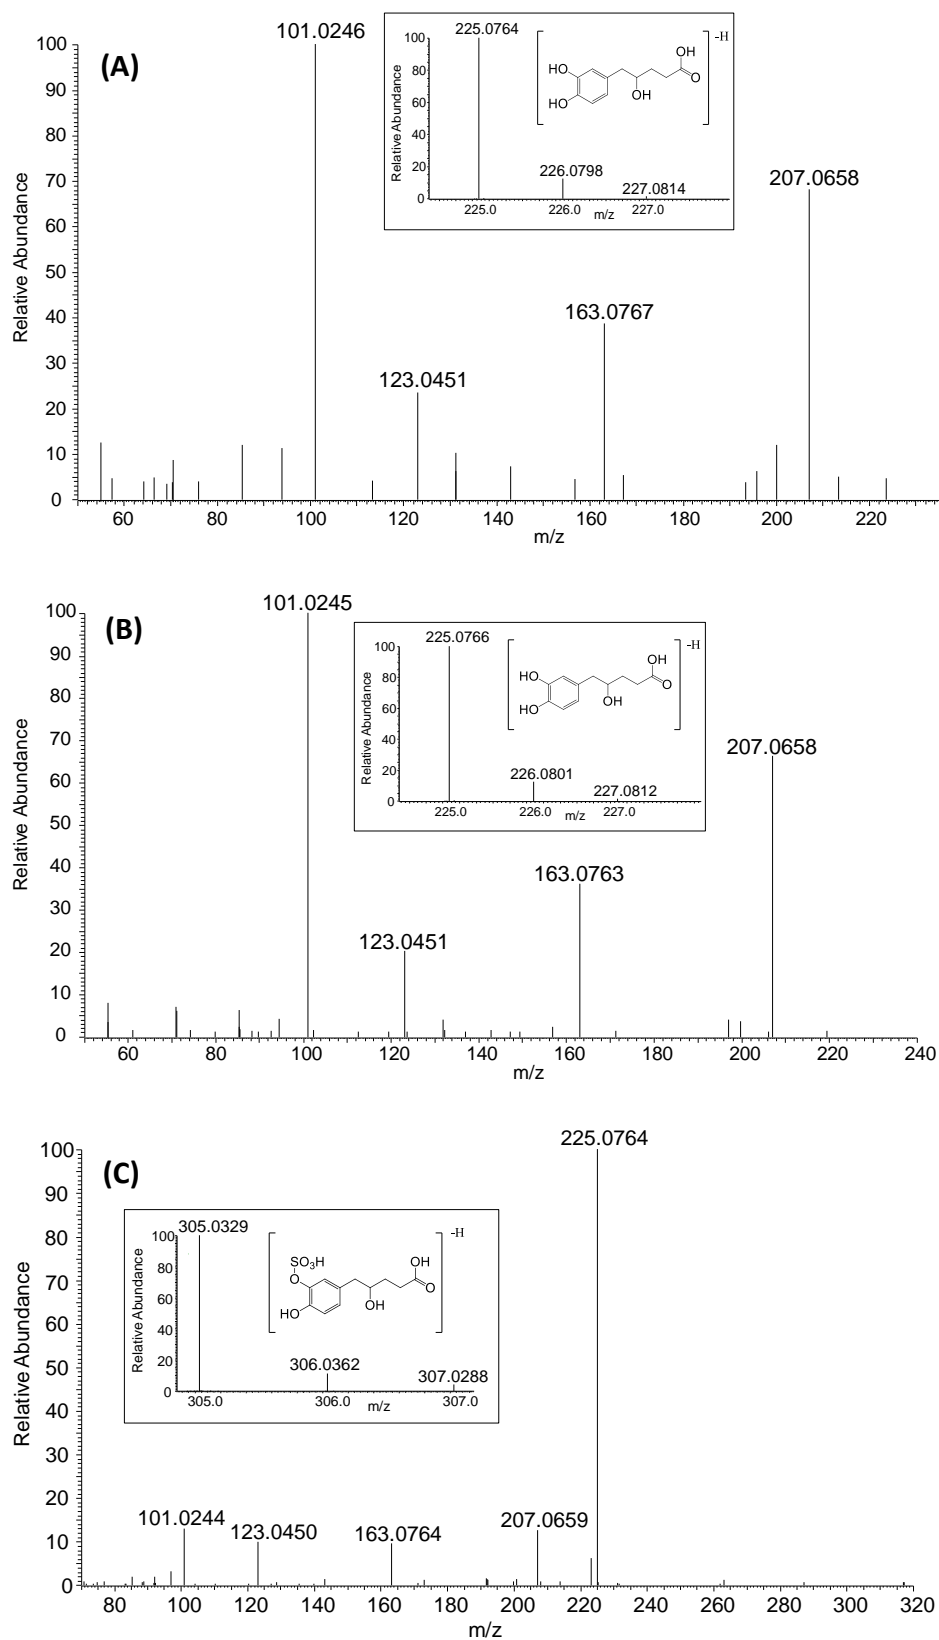 (A)
101.0246
207.0658
163.0767
123.0451
Relative Abundance
100
90
80
70
60
50
40
30
20
10
0
60 80 100 120 140 160 180 200 220
m/z
225.0764
226.0798
227.0814
Relative Abundance
100
80
60
40
20
0
225.0 226.0 227.0
m/z
-H
OH
HO
O
HO
OH
(B)
101.0245
207.0658
163.0763
123.0451
Relative Abundance
100
90
80
70
60
50
40
30
20
10
0
60 80 100 120 140 160 180 200 220 240
m/z
225.0766
226.0801
227.0812
Relative Abundance
100
80
60
40
20
0
225.0 226.0 227.0
m/z
-H
OH
HO
O
HO
OH
(C)
225.0764
207.0659
101.0244
123.0450
163.0764
Relative Abundance
100
90
80
70
60
50
40
30
20
10
0
80 100 120 140 160 180 200 220 240 260 280 300 320
m/z
305.0329
306.0362
307.0288
Relative Abundance
100
80
60
40
20
0
305.0 306.0 307.0
m/z
-H
SO₃H
O
OH
O
HO
OH